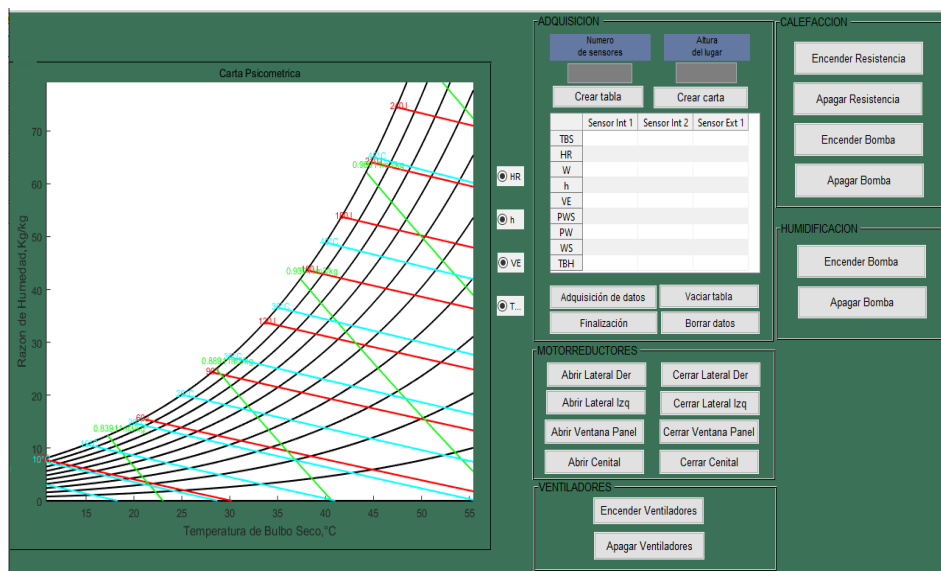 Carta Psicometrica
Razon de Humedad,Kg/kg
70
60
50
40
30
20
10
0
15
20
25
30
35
40
45
50
55
Temperatura de Bulbo Seco,°C
HR
h
VE
T...
ADQUISICION
Numero
de sensores
Altura
del lugar
Crear tabla
Crear carta
Sensor Int 1
Sensor Int 2
Sensor Ext 1
TBS
HR
W
h
VE
PWS
PW
WS
TBH
Adquisición de datos
Vaciar tabla
Finalización
Borrar datos
MOTORREDUCTORES
Abrir Lateral Der
Cerrar Lateral Der
Abrir Lateral Izq
Cerrar Lateral Izq
Abrir Ventana Panel
Cerrar Ventana Panel
Abrir Cenital
Cerrar Cenital
VENTILADORES
Encender Ventiladores
Apagar Ventiladores
CALEFACCION
Encender Resistencia
Apagar Resistencia
Encender Bomba
Apagar Bomba
HUMIDIFICACION
Encender Bomba
Apagar Bomba